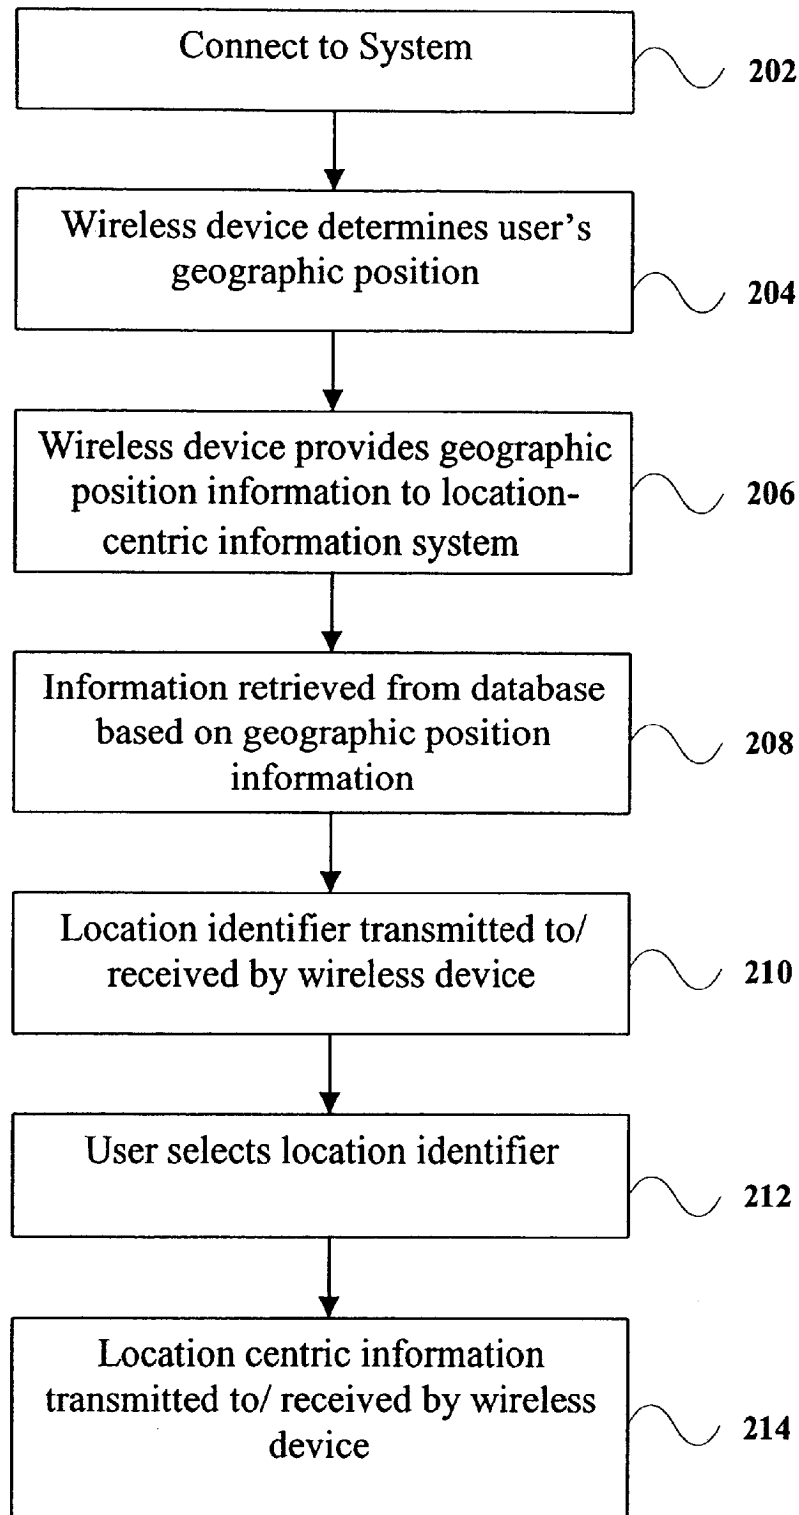 Connect to System
202
Wireless device determines user's
geographic position
204
Wireless device provides geographic
position information to location-
centric information system
206
Information retrieved from database
based on geographic position
information
208
Location identifier transmitted to/
received by wireless device
210
User selects location identifier
212
Location centric information
transmitted to/ received by wireless
device
214